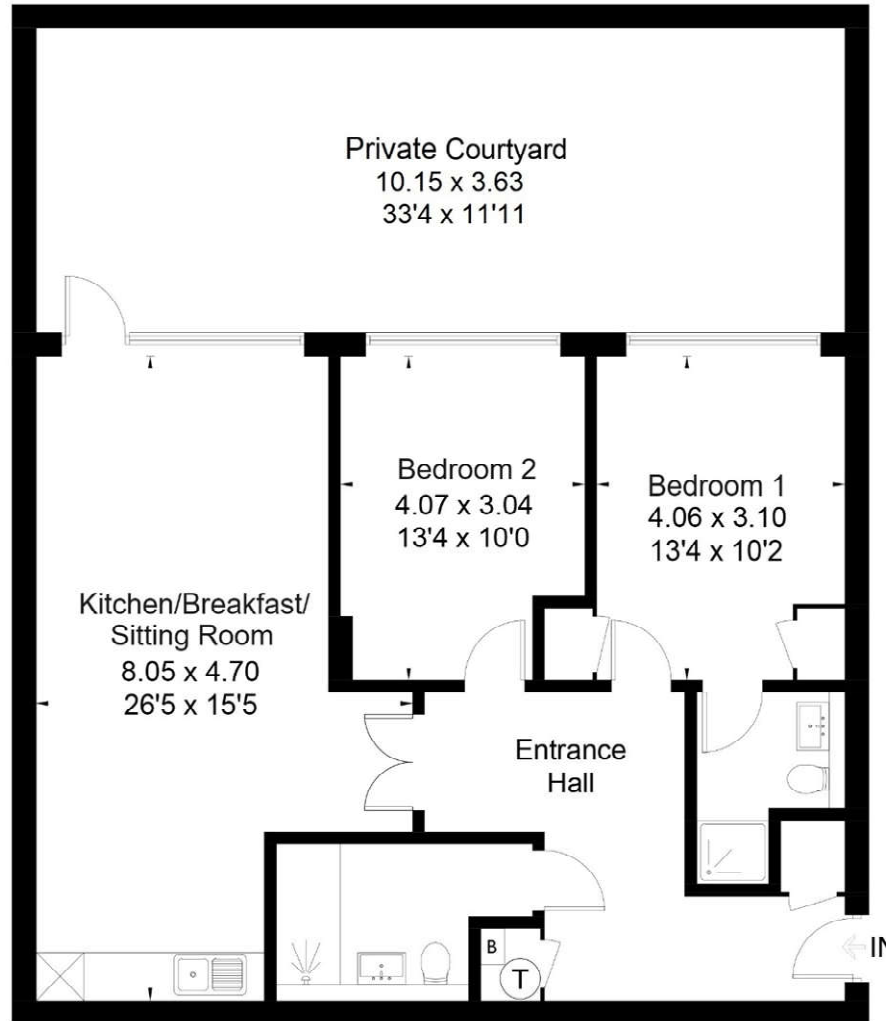 Private Courtyard
10.15 x 3.63
33'4 x 11'11
Bedroom 2
4.07 x 3.04
13'4 x 10'0
Bedroom 1
4.06 x 3.10
13'4 x 10'2
Kitchen/Breakfast/
Sitting Room
8.05 x 4.70
26'5 x 15'5
Entrance
Hall
B
T
IN